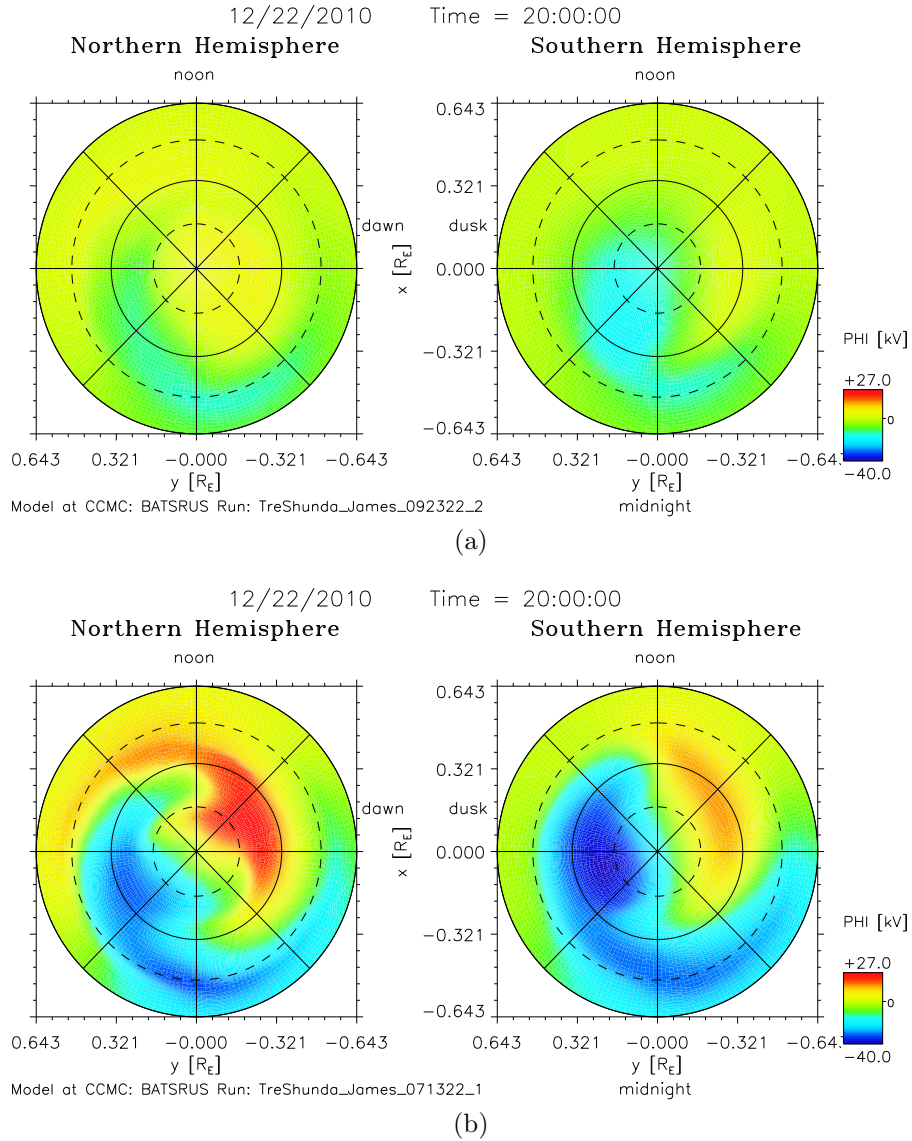 12/22/2010 Time = 20:00:00
Northern Hemisphere Southern Hemisphere
noon noon
0.643
0.321
dawn dusk
x [R_E] 0.000
−0.321
PHI [kV]
+27.0
0
−40.0
−0.643
0.643 0.321 −0.000 −0.321 −0.643 0.643 0.321 −0.000 −0.321 −0.6
y [R_E] y [R_E]
Model at CCMC: BATSRUS Run: TreShunda_James_092322_2 midnight
(a)
12/22/2010 Time = 20:00:00
Northern Hemisphere Southern Hemisphere
noon noon
0.643
0.321
dawn dusk
x [R_E] 0.000
−0.321
PHI [kV]
+27.0
0
−40.0
−0.643
0.643 0.321 −0.000 −0.321 −0.643 0.643 0.321 −0.000 −0.321 −0.6
y [R_E] y [R_E]
Model at CCMC: BATSRUS Run: TreShunda_James_071322_1 midnight
(b)